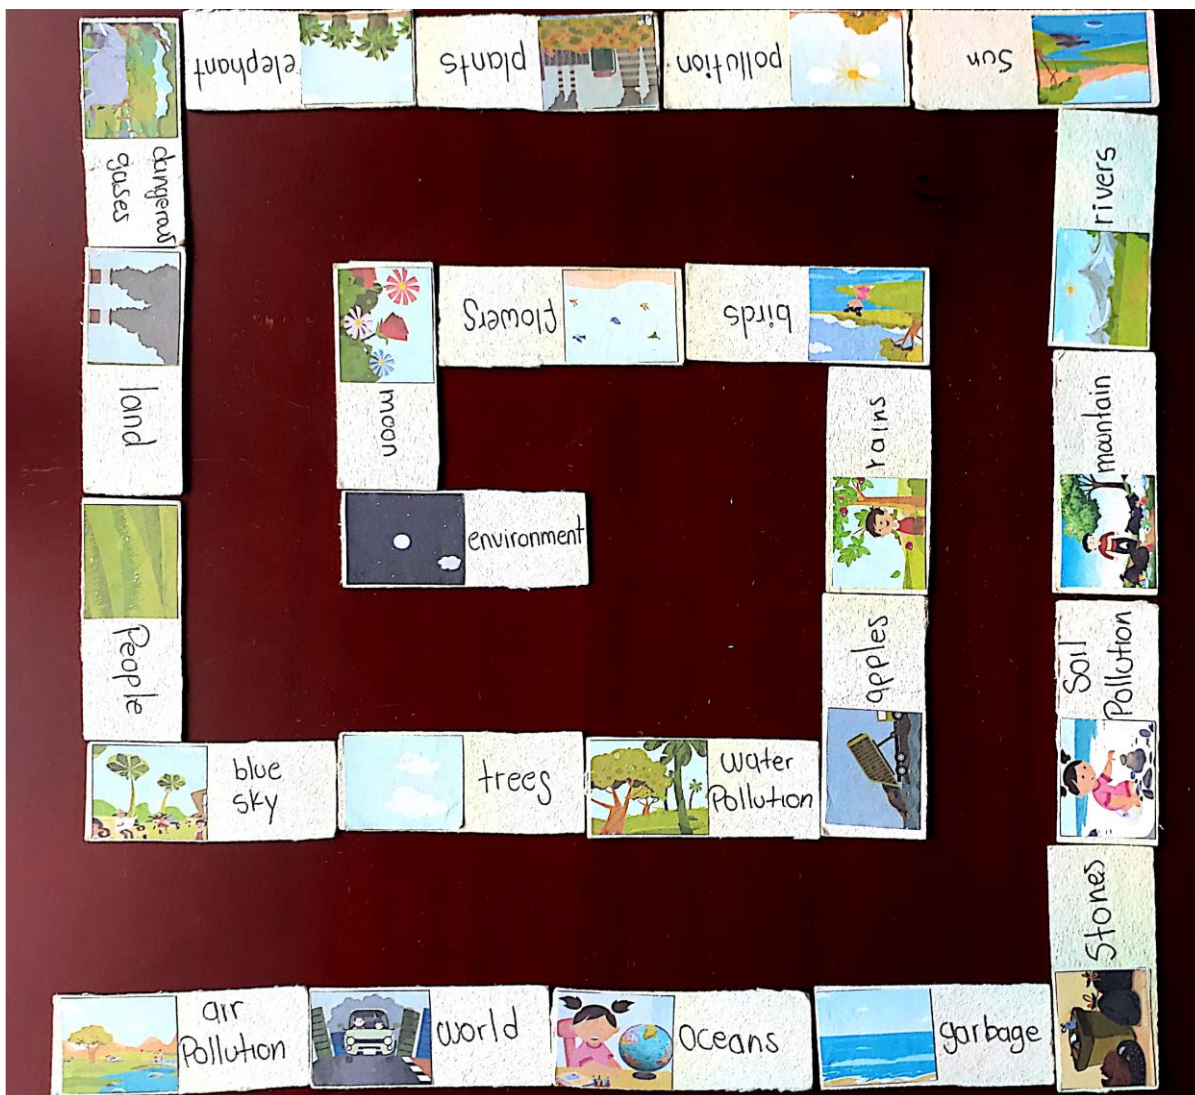 elephant
plants
pollution
sun
dangerous
gases
rivers
land
flowers
birds
moon
rains
mountain
environment
People
apples
Soil
Pollution
blue
sky
trees
water
Pollution
Stones
air
Pollution
world
oceans
garbage